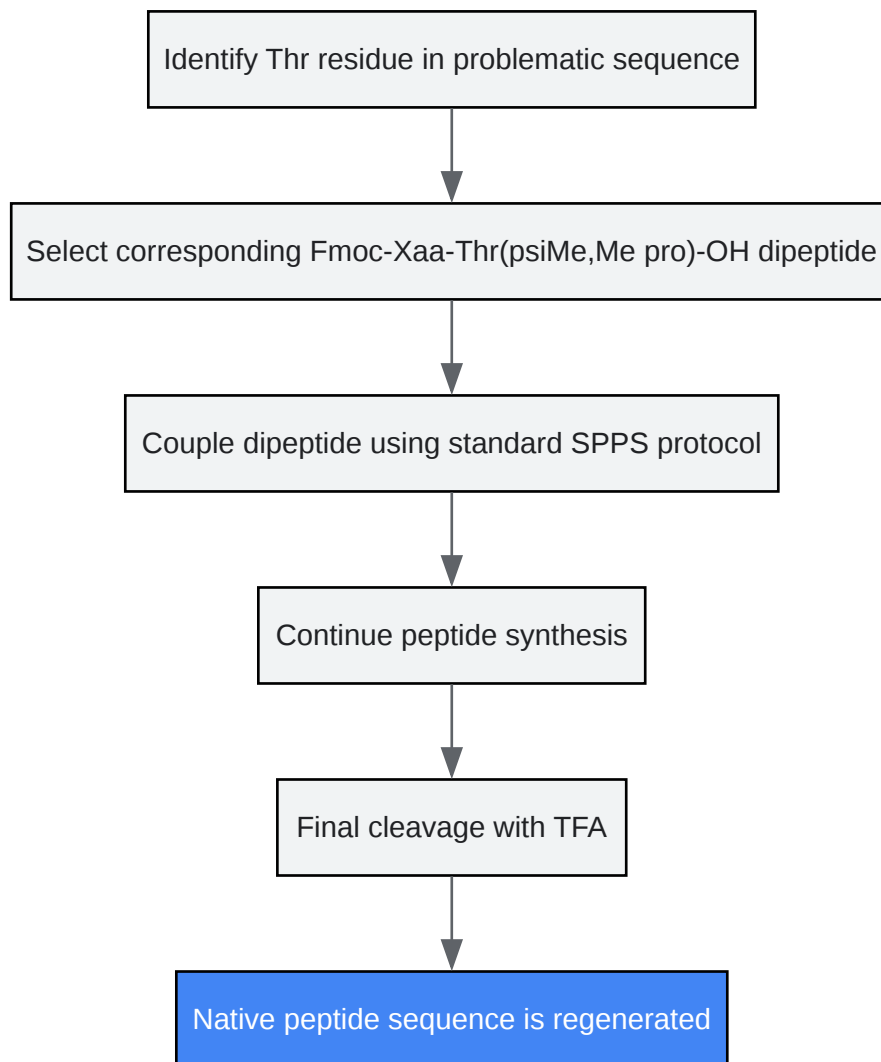 Identify Thr residue in problematic sequence
Select corresponding Fmoc-Xaa-Thr(psiMe,Me pro)-OH dipeptide
Couple dipeptide using standard SPPS protocol
Continue peptide synthesis
Final cleavage with TFA
Native peptide sequence is regenerated